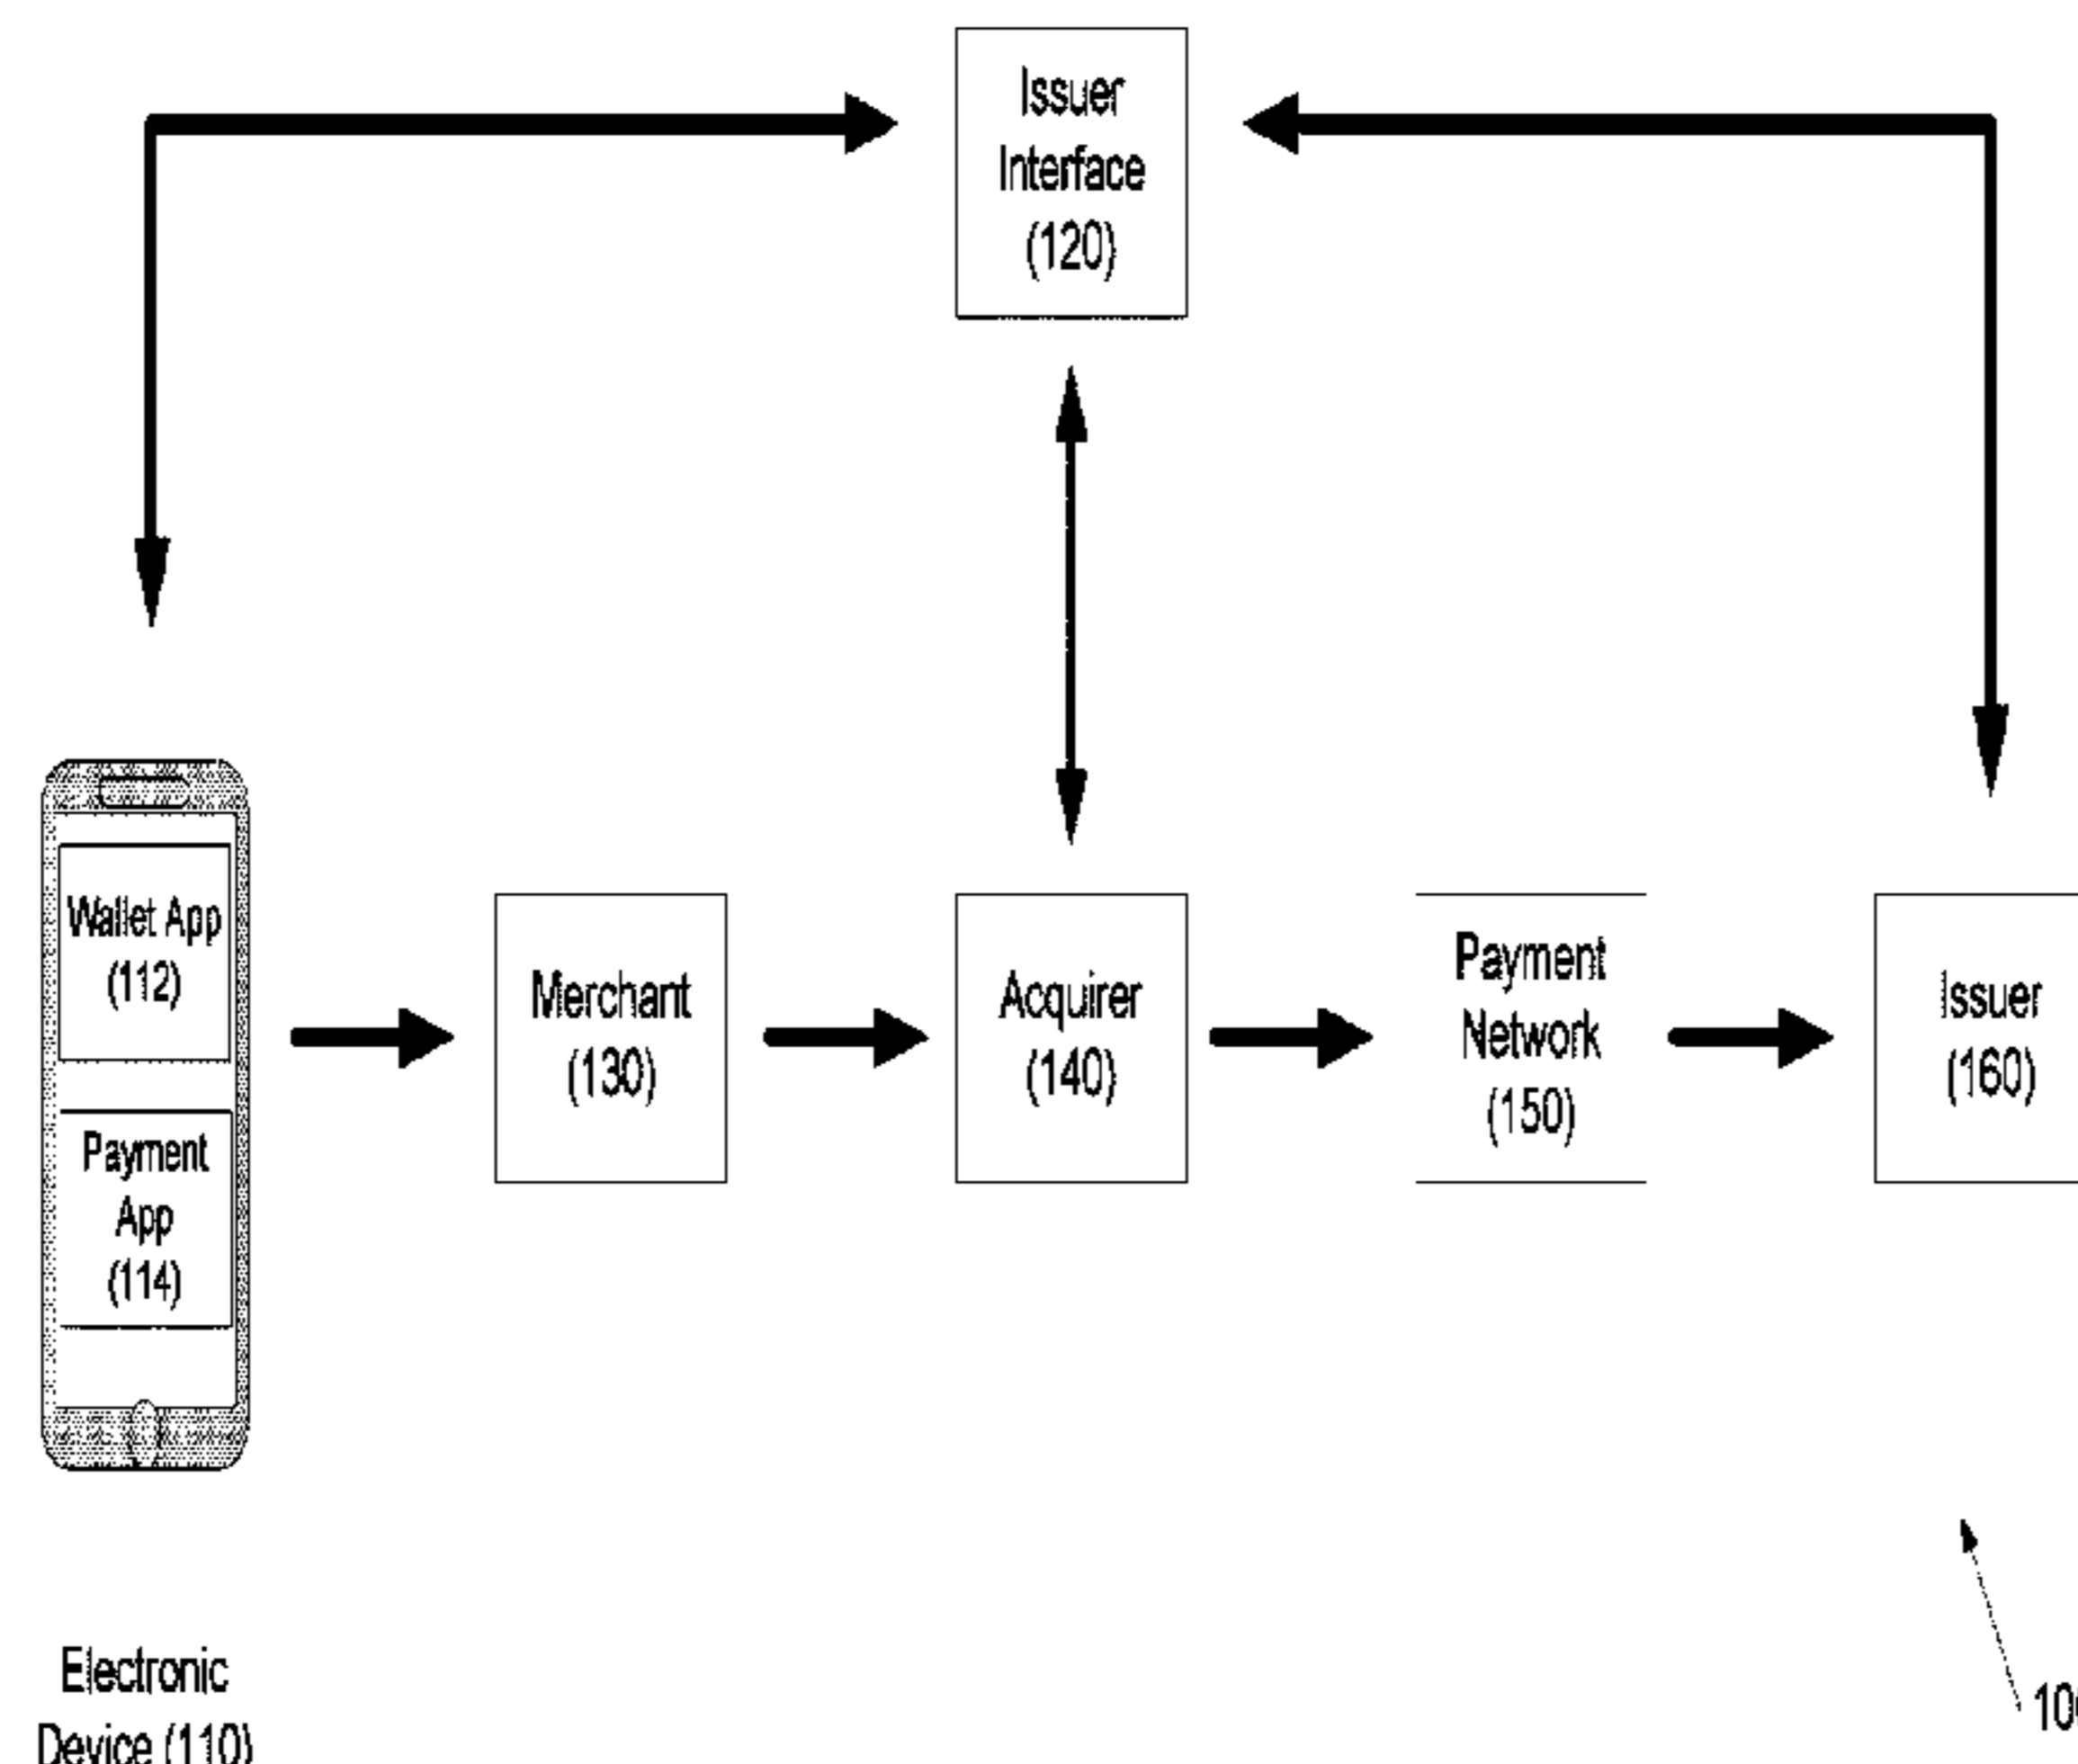 Issuer
Interface
(120)
Wallet App
(112)
Payment
App
(114)
Merchant
(130)
Acquirer
(140)
Payment
Network
(150)
Issuer
(160)
Electronic
Device (110)